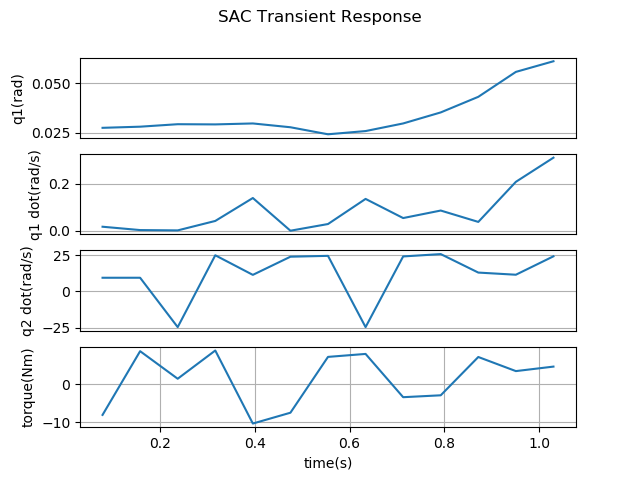 SAC Transient Response
q1(rad)
0.050
0.025
q1 dot(rad/s)
0.2
0.0
q2 dot(rad/s)
25
0
−25
torque(Nm)
0
−10
0.2 0.4 0.6 0.8 1.0
time(s)